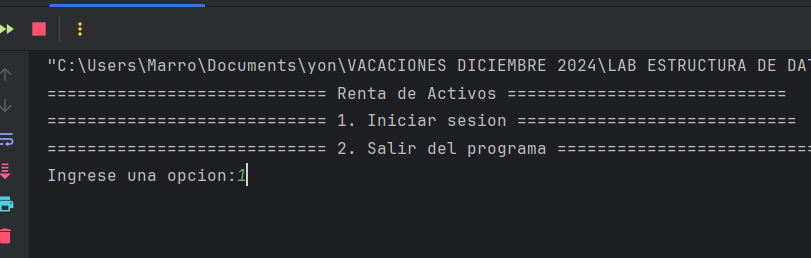 "C:\Users\Marro\Documents\yon\VACACIONES DICIEMBRE 2024\LAB ESTRUCTURA DE DAT
============================ Renta de Activos ============================
============================ 1. Iniciar sesion ============================
============================ 2. Salir del programa ==========================
Ingrese una opcion:1